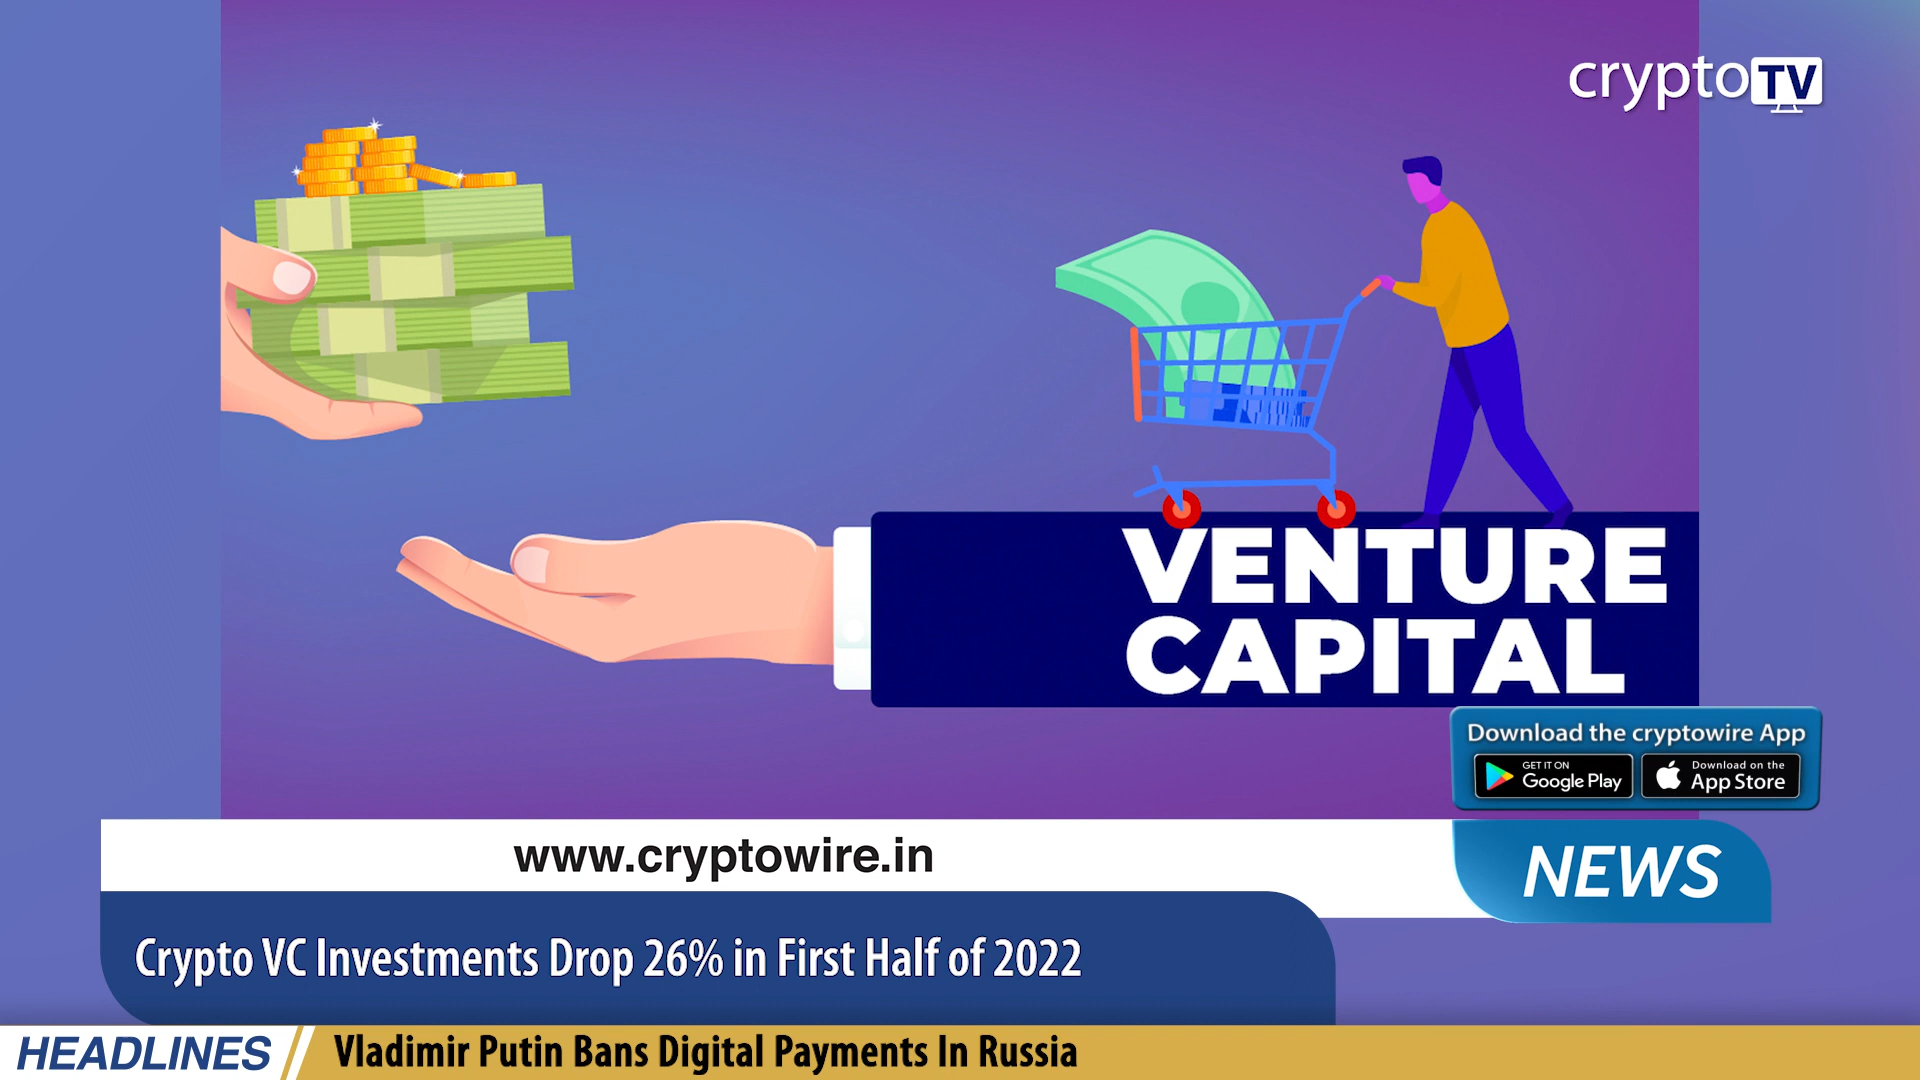 cryptoTV
VENTURE
CAPITAL
Download the cryptowire App
GET IT ON
Google Play
Download on the
App Store
www.cryptowire.in
NEWS
Crypto VC Investments Drop 26% in First Half of 2022
HEADLINES
Vladimir Putin Bans Digital Payments In Russia